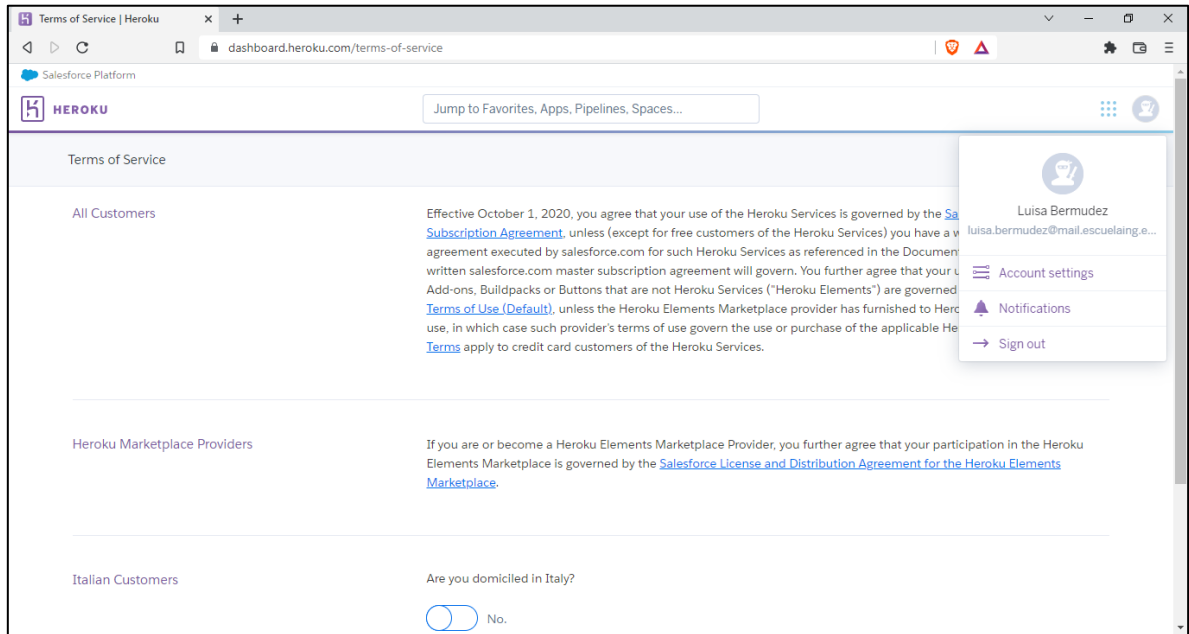 Terms of Service | Heroku
dashboard.heroku.com/terms-of-service
Salesforce Platform
HEROKU
Jump to Favorites, Apps, Pipelines, Spaces...
Terms of Service
Luisa Bermudez
luisa.bermudez@mail.escuelaing.e...
Account settings
Notifications
Sign out
All Customers
Effective October 1, 2020, you agree that your use of the Heroku Services is governed by the Sa
Subscription Agreement, unless (except for free customers of the Heroku Services) you have a w
agreement executed by salesforce.com for such Heroku Services as referenced in the Documen
written salesforce.com master subscription agreement will govern. You further agree that your u
Add-ons, Buildpacks or Buttons that are not Heroku Services ("Heroku Elements") are governed
Terms of Use (Default), unless the Heroku Elements Marketplace provider has furnished to Herc
use, in which case such provider's terms of use govern the use or purchase of the applicable He
Terms apply to credit card customers of the Heroku Services.
Heroku Marketplace Providers
If you are or become a Heroku Elements Marketplace Provider, you further agree that your participation in the Heroku
Elements Marketplace is governed by the Salesforce License and Distribution Agreement for the Heroku Elements
Marketplace.
Italian Customers
Are you domiciled in Italy?
No.